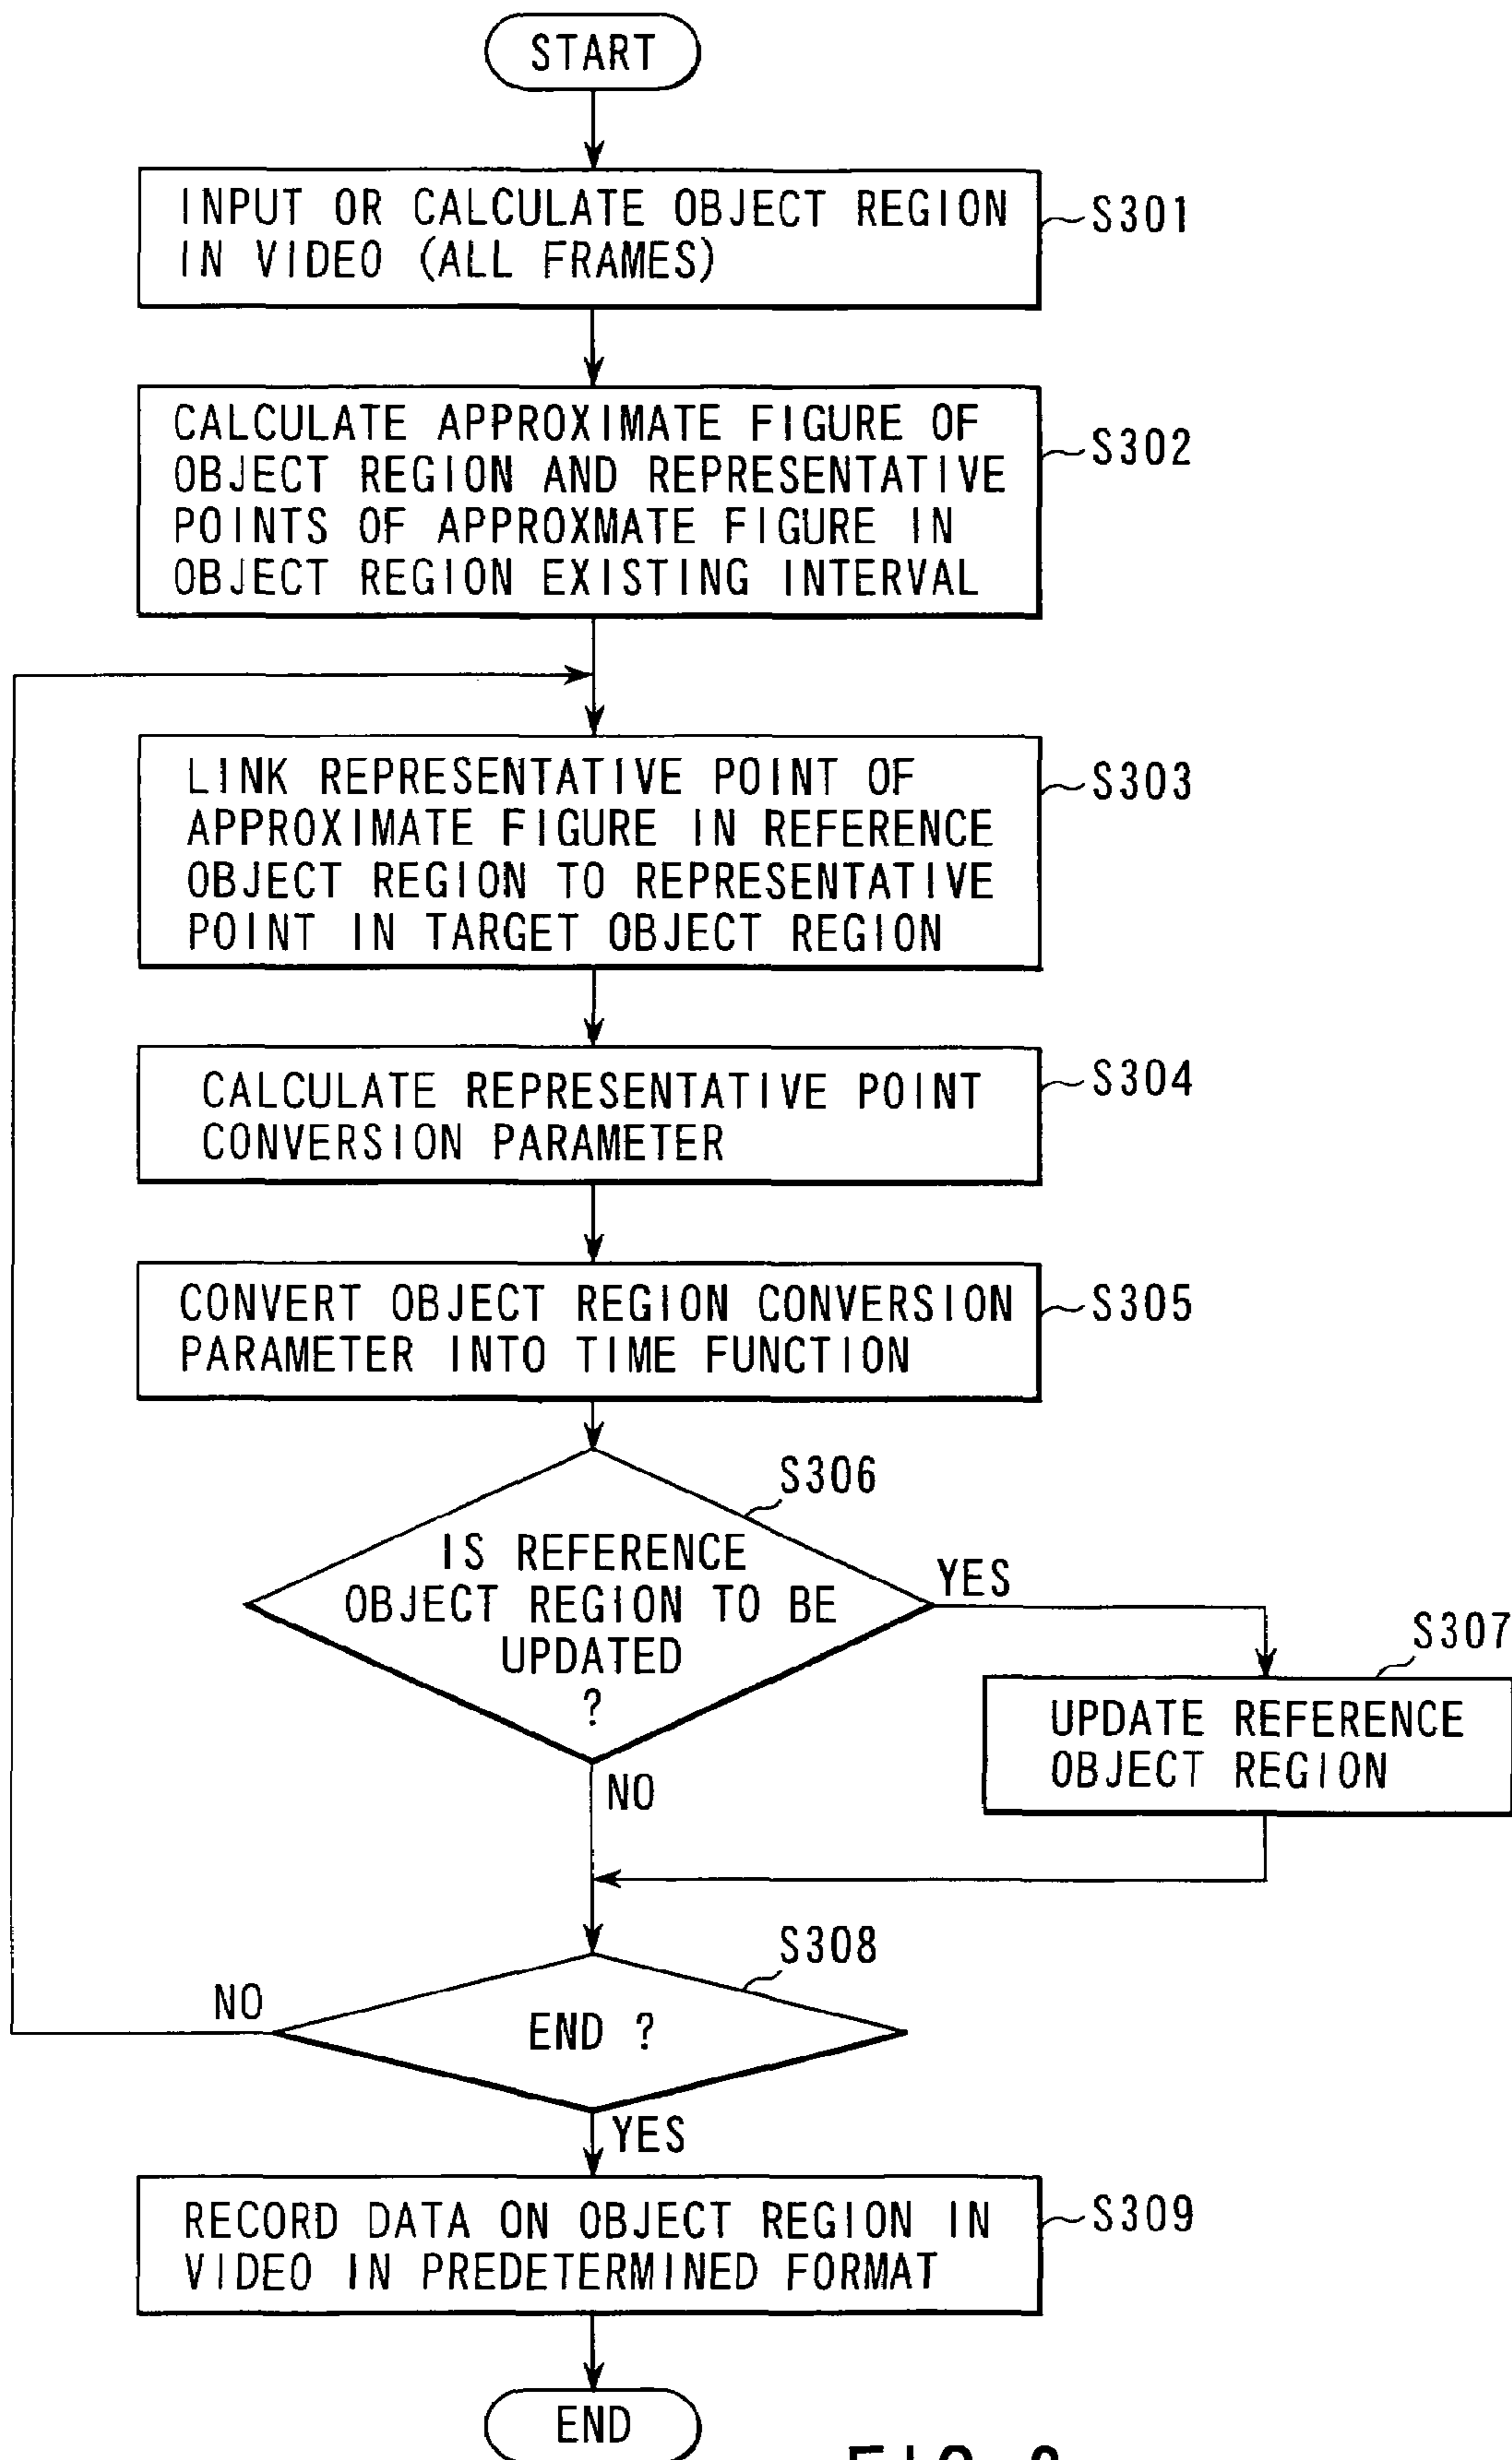 START
INPUT OR CALCULATE OBJECT REGION
IN VIDEO (ALL FRAMES)
S301
CALCULATE APPROXIMATE FIGURE OF
OBJECT REGION AND REPRESENTATIVE
POINTS OF APPROXMATE FIGURE IN
OBJECT REGION EXISTING INTERVAL
S302
LINK REPRESENTATIVE POINT OF
APPROXIMATE FIGURE IN REFERENCE
OBJECT REGION TO REPRESENTATIVE
POINT IN TARGET OBJECT REGION
S303
CALCULATE REPRESENTATIVE POINT
CONVERSION PARAMETER
S304
CONVERT OBJECT REGION CONVERSION
PARAMETER INTO TIME FUNCTION
S305
S306
IS REFERENCE
OBJECT REGION TO BE
UPDATED
?
YES
NO
S307
UPDATE REFERENCE
OBJECT REGION
S308
END ?
NO
YES
RECORD DATA ON OBJECT REGION IN
VIDEO IN PREDETERMINED FORMAT
S309
END